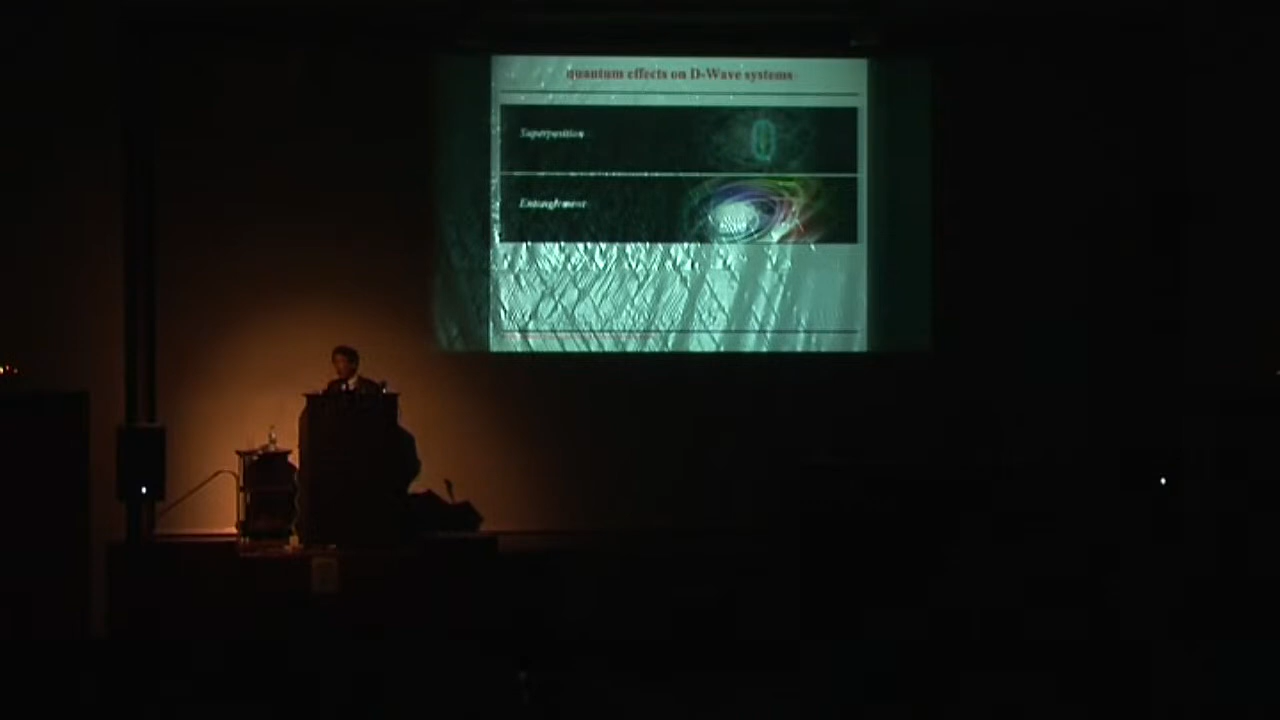 quantum effects on D-Wave systems
Superposition
Entanglement